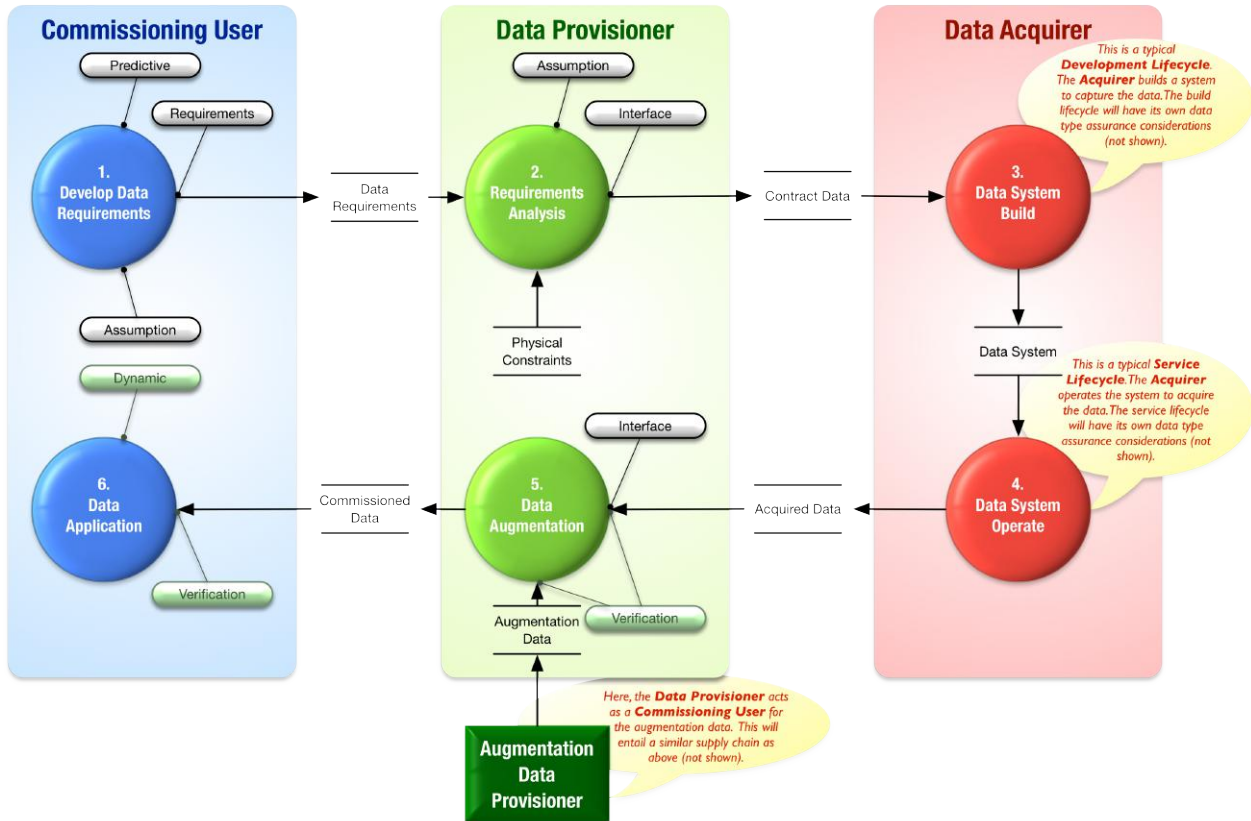 Commissioning User
Data Provisioner
Data Acquirer
Predictive
Requirements
1.
Develop Data
Requirements
Assumption
Data
Requirements
Assumption
Interface
2.
Requirements
Analysis
Physical
Constraints
Contract Data
This is a typical
Development Lifecycle.
The Acquirer builds a system
to capture the data. The build
lifecycle will have its own data
type assurance considerations
(not shown).
3.
Data System
Build
Data System
This is a typical Service
Lifecycle. The Acquirer
operates the system to acquire
the data. The service lifecycle
will have its own data type
assurance considerations (not
shown).
4.
Data System
Operate
Acquired Data
Interface
5.
Data
Augmentation
Verification
Augmentation
Data
Commissioned
Data
Dynamic
6.
Data
Application
Verification
Augmentation
Data
Provisioner
Here, the Data Provisioner acts
as a Commissioning User for
the augmentation data. This will
entail a similar supply chain as
above (not shown).